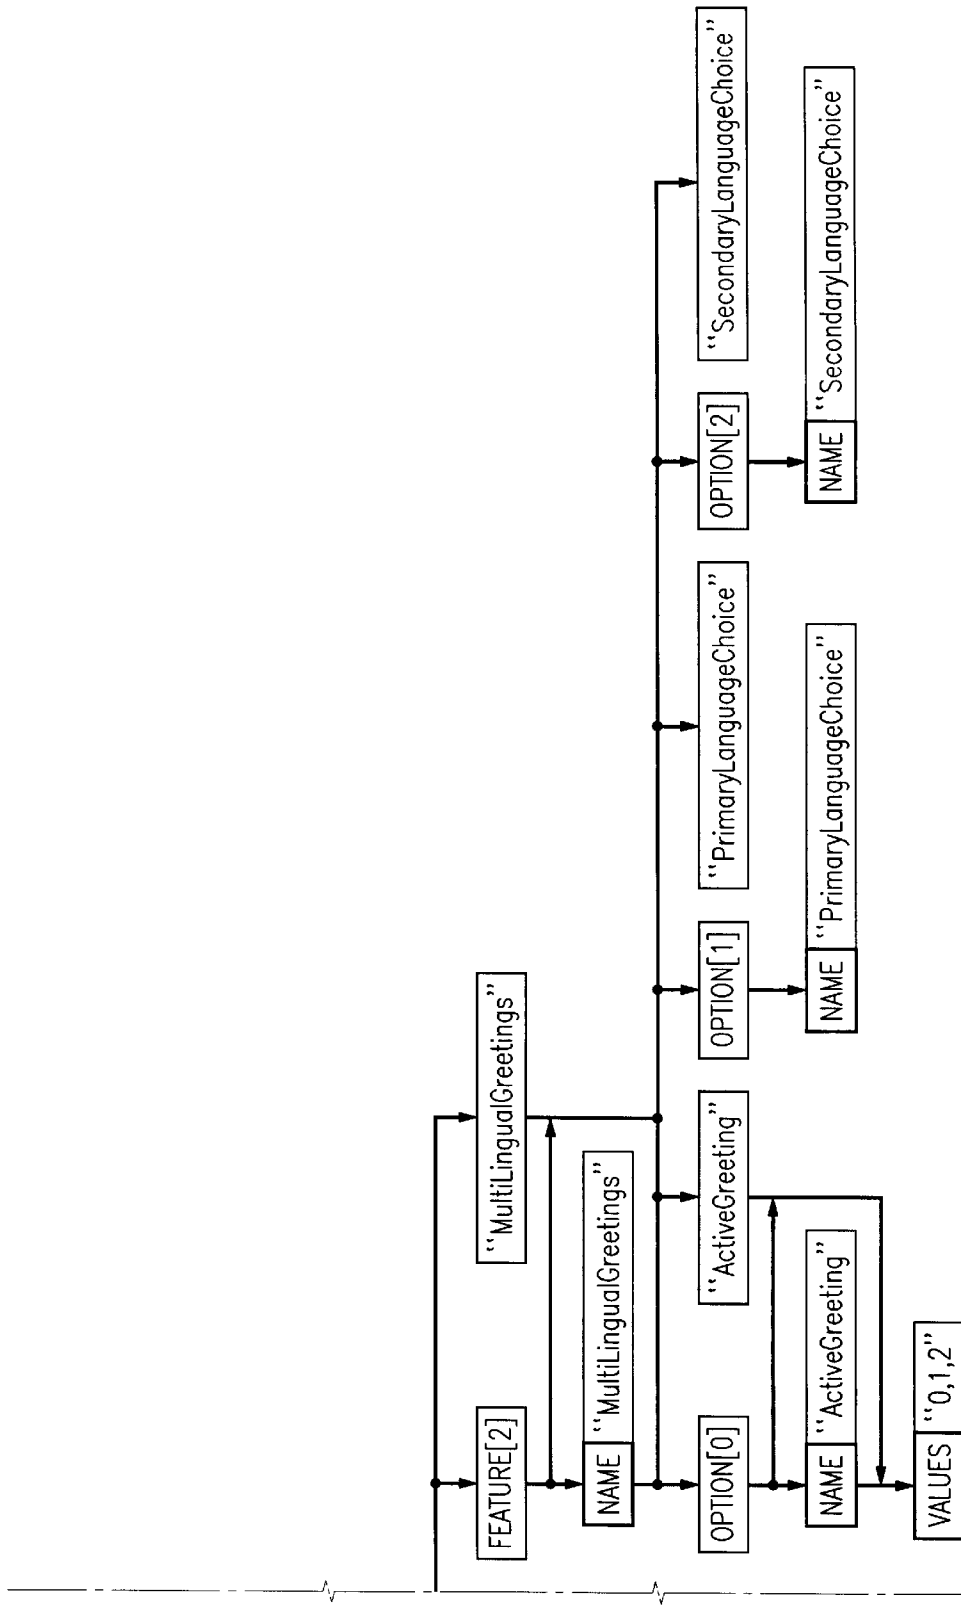 FEATURE[2]
“MultiLingualGreetings”
NAME “MultiLingualGreetings”
OPTION[0]
“ActiveGreeting”
OPTION[1]
“PrimaryLanguageChoice”
OPTION[2]
“SecondaryLanguageChoice”
NAME “ActiveGreeting”
NAME “PrimaryLanguageChoice”
NAME “SecondaryLanguageChoice”
VALUES “0,1,2”